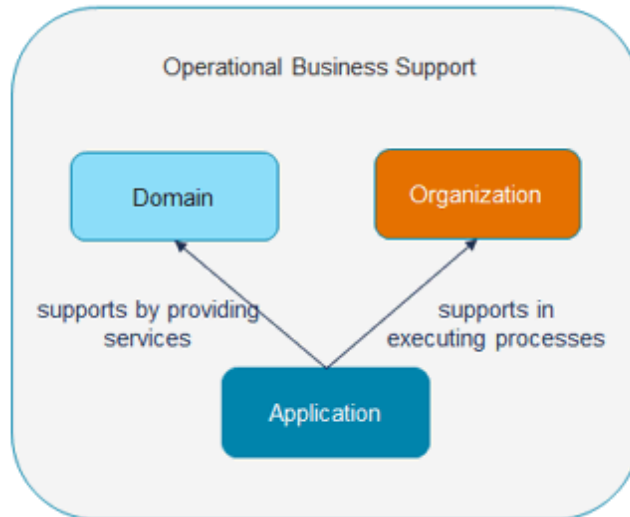 Operational Business Support
Domain
Organization
supports by providing
services
supports in
executing processes
Application